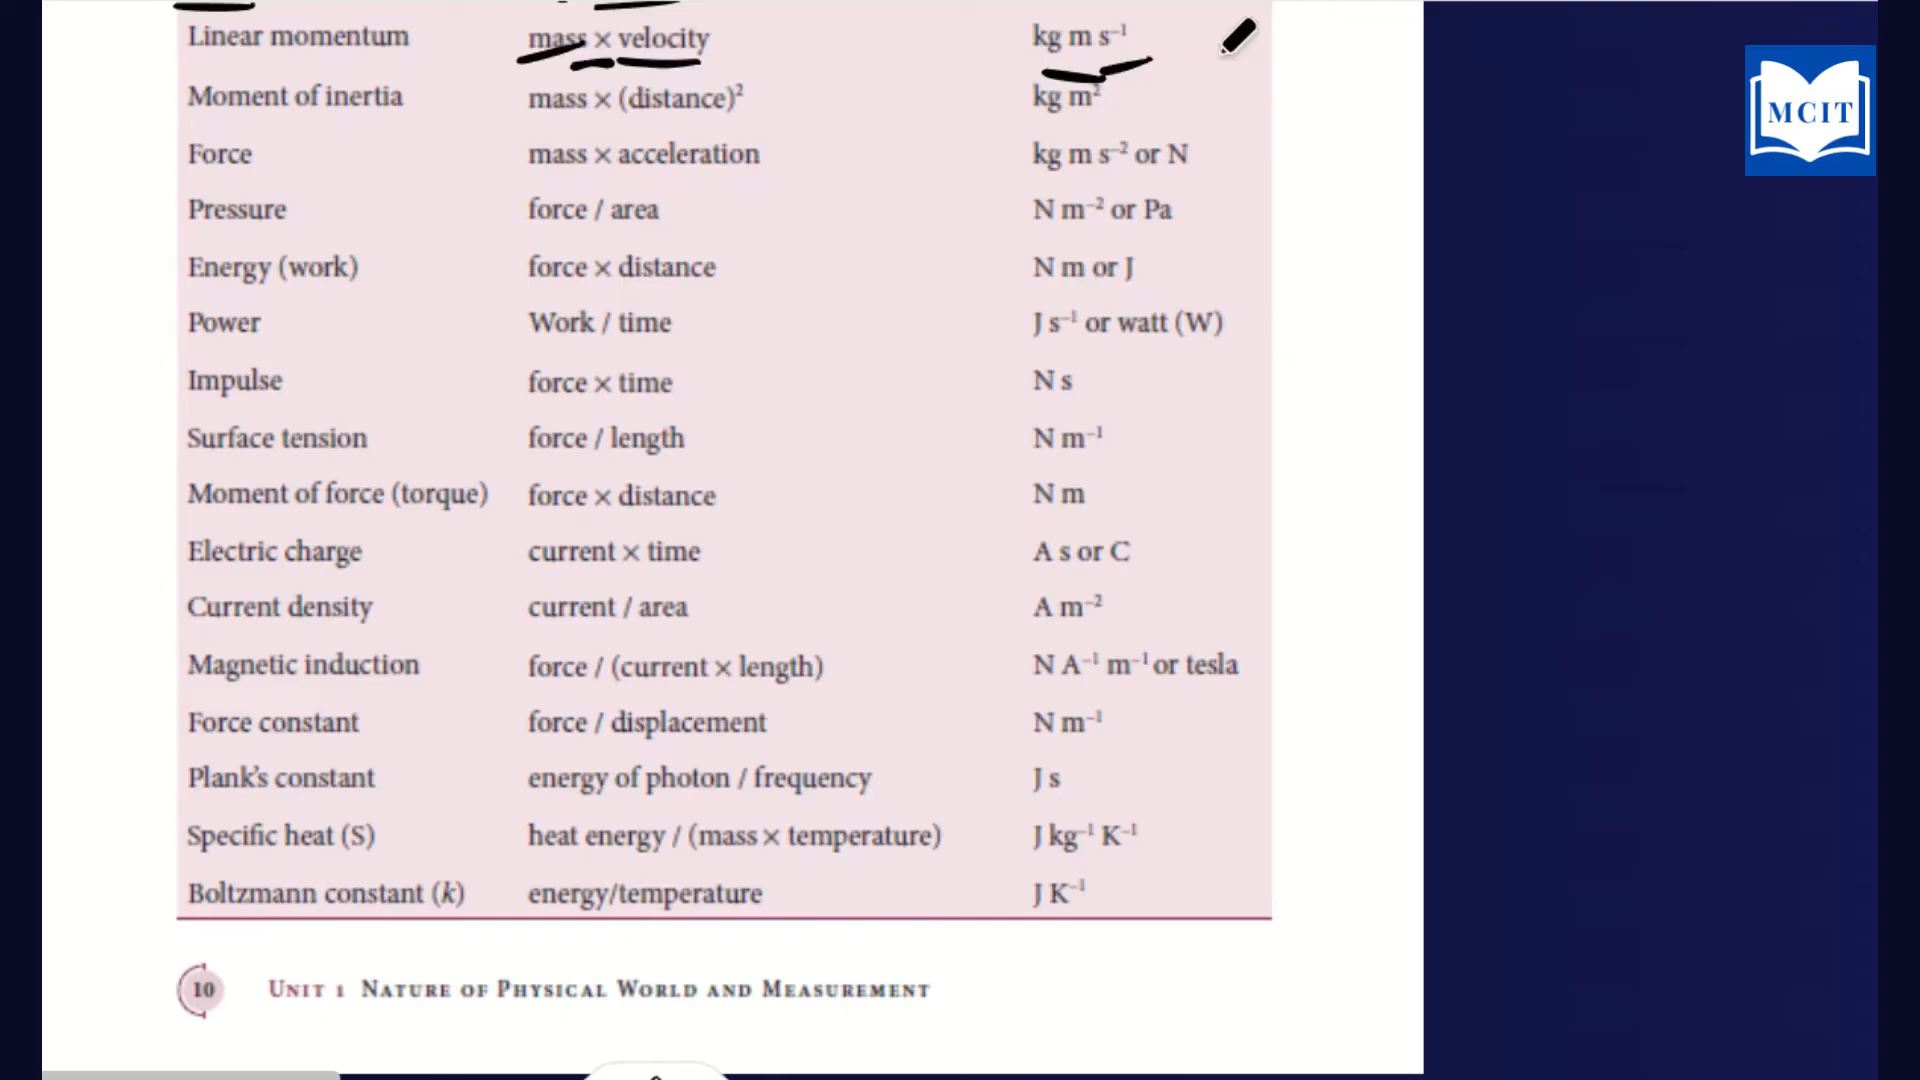 Linear momentum mass × velocity kg m s⁻¹
MCIT
Moment of inertia mass × (distance)² kg m²
Force mass × acceleration kg m s⁻² or N
Pressure force / area N m⁻² or Pa
Energy (work) force × distance N m or J
Power Work / time J s⁻¹ or watt (W)
Impulse force × time N s
Surface tension force / length N m⁻¹
Moment of force (torque) force × distance N m
Electric charge current × time A s or C
Current density current / area A m⁻²
Magnetic induction force / (current × length) N A⁻¹ m⁻¹ or tesla
Force constant force / displacement N m⁻¹
Plank's constant energy of photon / frequency J s
Specific heat (S) heat energy / (mass × temperature) J kg⁻¹ K⁻¹
Boltzmann constant (k) energy/temperature J K⁻¹
10 Unit 1 Nature of Physical World and Measurement